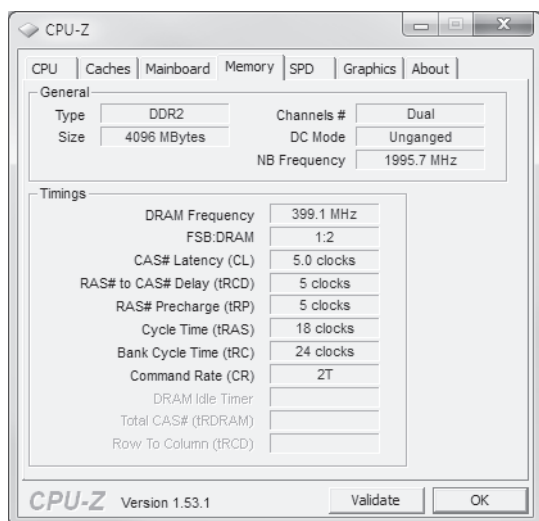 CPU-Z
CPU Caches Mainboard Memory SPD Graphics About
General
Type DDR2 Channels # Dual
Size 4096 MBytes DC Mode Unganged
NB Frequency 1995.7 MHz
Timings
DRAM Frequency 399.1 MHz
FSB:DRAM 1:2
CAS# Latency (CL) 5.0 clocks
RAS# to CAS# Delay (tRCD) 5 clocks
RAS# Precharge (tRP) 5 clocks
Cycle Time (tRAS) 18 clocks
Bank Cycle Time (tRC) 24 clocks
Command Rate (CR) 2T
DRAM Idle Timer
Total CAS# (tRDRAM)
Row To Column (tRCD)
CPU-Z Version 1.53.1 Validate OK